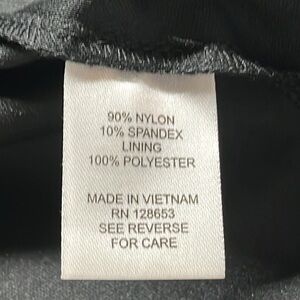 90% NYLON
10% SPANDEX
LINING
100% POLYESTER
MADE IN VIETNAM
RN 128653
SEE REVERSE
FOR CARE